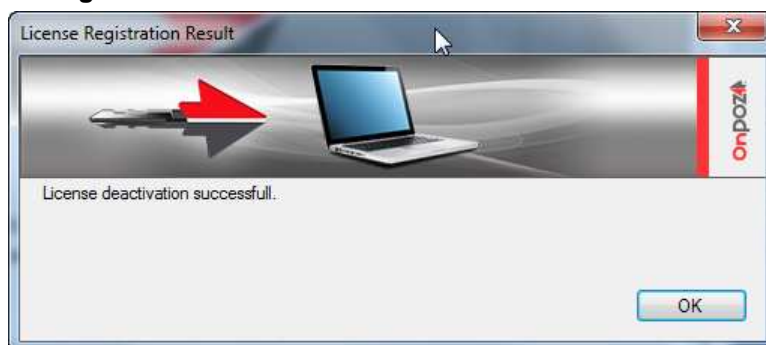 License Registration Result
Onpoz
License deactivation successfull.
OK